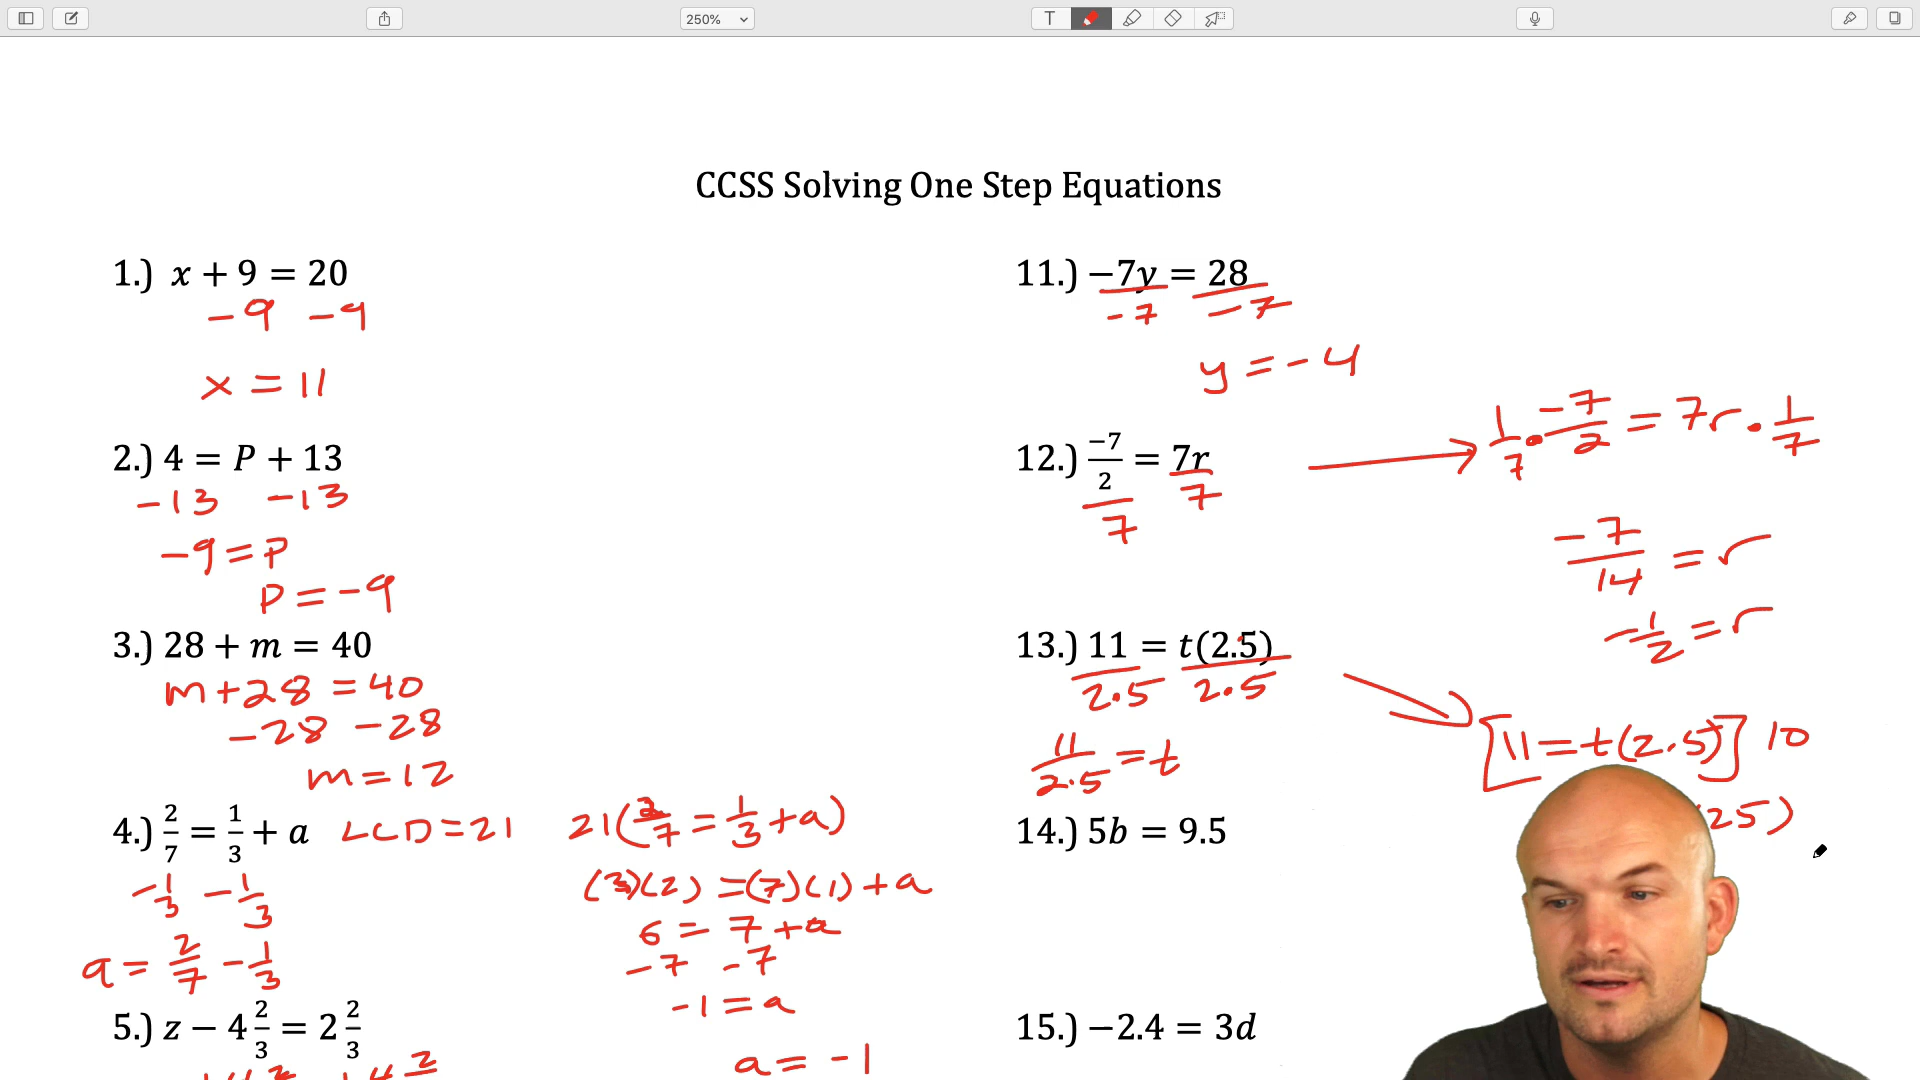 250%
T
CCSS Solving One Step Equations
1.) x + 9 = 20
-9 -9
x = 11
2.) 4 = P + 13
-13 -13
-9 = P
P = -9
3.) 28 + m = 40
m + 28 = 40
-28 -28
m = 12
4.) 2/7 = 1/3 + a LCD = 21
-1/3 -1/3
a = 2/7 - 1/3
21(2/7 = 1/3 + a)
(3)(2) = (7)(1) + a
6 = 7 + a
-7 -7
-1 = a
a = -1
5.) z − 4 2/3 = 2 2/3
11.) −7y = 28
-7 -7
y = -4
12.) −7/2 = 7r
7 7
1/7 · -7/2 = 7r · 1/7
-7/14 = r
-1/2 = r
13.) 11 = t(2.5)
2.5 2.5
11/2.5 = t
[11 = t(2.5)] 10
(25)
14.) 5b = 9.5
15.) −2.4 = 3d